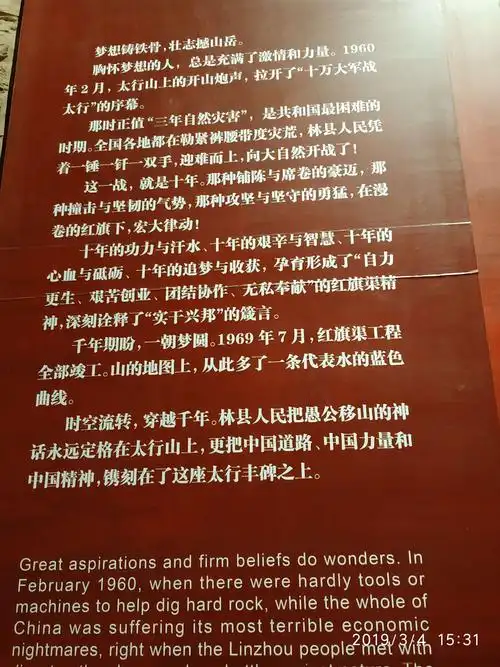 梦想铸铁骨，壮志撼山岳。
胸怀梦想的人，总是充满了激情和力量。1960
年2月，太行山上的开山炮声，拉开了“十万大军战
太行”的序幕。
那时正值“三年自然灾害”，是共和国最困难的
时期。全国各地都在勒紧裤腰带度灾荒，林县人民凭
着一锤一钎一双手，迎难而上，向大自然开战了！
这一战，就是十年。那种铺陈与席卷的豪迈，那
种撞击与坚韧的气势，那种攻坚与坚守的勇猛，在漫
卷的红旗下，宏大律动！
十年的功力与汗水、十年的艰辛与智慧、十年的
心血与砥砺、十年的追梦与收获，孕育形成了“自力
更生、艰苦创业、团结协作、无私奉献”的红旗渠精
神，深刻诠释了“实干兴邦”的箴言。
千年期盼，一朝梦圆。1969年7月，红旗渠工程
全部竣工。山的地图上，从此多了一条代表水的蓝色
曲线。
时空流转，穿越千年。林县人民把愚公移山的神
话永远定格在太行山上，更把中国道路、中国力量和
中国精神，镌刻在了这座太行丰碑之上。
Great aspirations and firm beliefs do wonders. In
February 1960, when there were hardly tools or
machines to help dig hard rock, while the whole of
China was suffering its most terrible economic
nightmares, right when the Linzhou people met with
2019/3/4 15:31